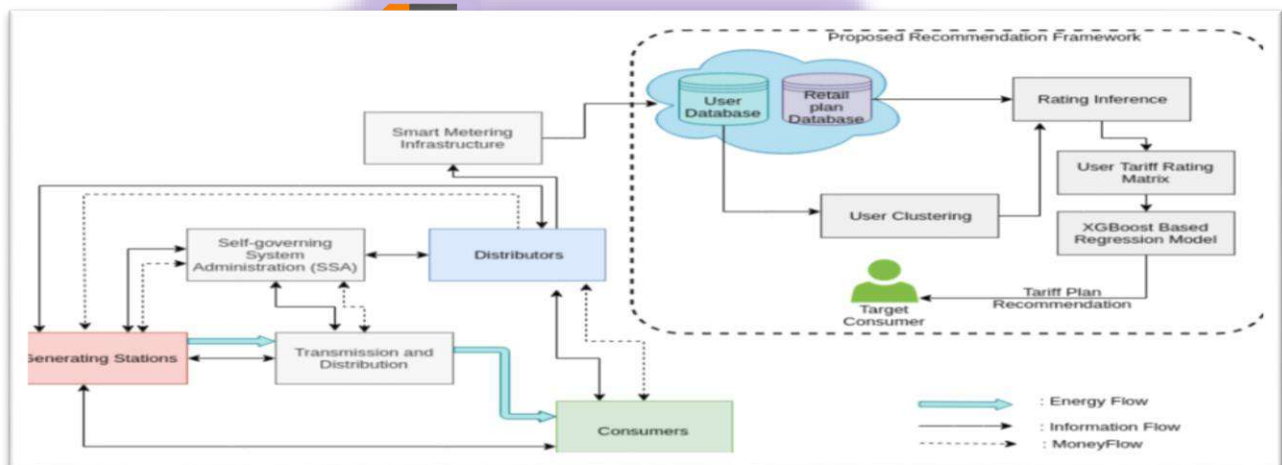 Proposed Recommendation Framework
User
Database
Retail
plan
Database
Rating Inference
Smart Metering
Infrastructure
User Tariff Rating
Matrix
User Clustering
XGBoost Based
Regression Model
Self-governing
System
Administration (SSA)
Distributors
Target
Consumer
Tariff Plan
Recommendation
Generating Stations
Transmission and
Distribution
Consumers
: Energy Flow
: Information Flow
: MoneyFlow